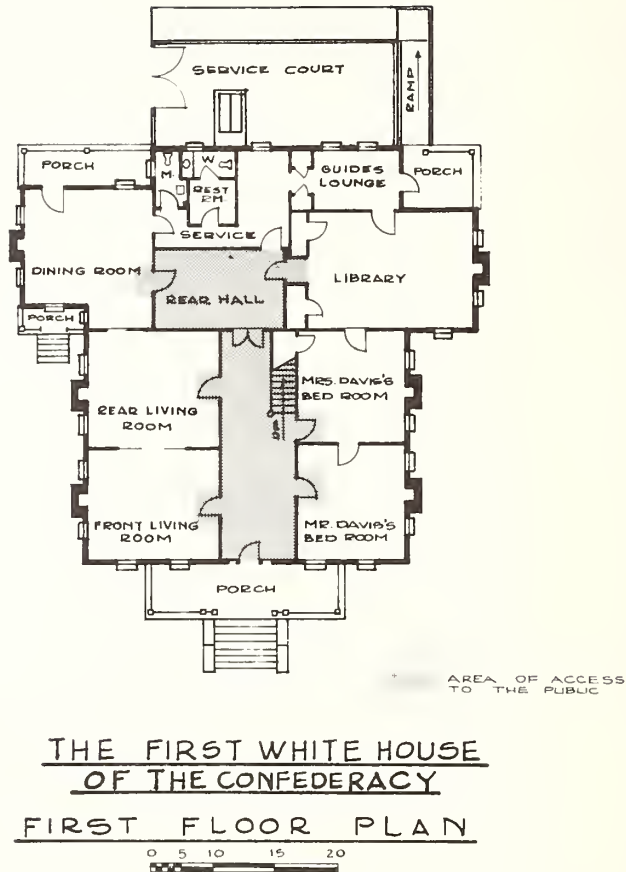 SERVICE COURT
RAMP
PORCH
M.
W
REST
RM.
GUIDES
LOUNGE
PORCH
SERVICE
DINING ROOM
REAR HALL
LIBRARY
PORCH
REAR LIVING
ROOM
UP
MRS. DAVIS'S
BED ROOM
FRONT LIVING
ROOM
MR. DAVIS'S
BED ROOM
PORCH
AREA OF ACCESS
TO THE PUBLIC
THE FIRST WHITE HOUSE
OF THE CONFEDERACY
FIRST FLOOR PLAN
0 5 10 15 20